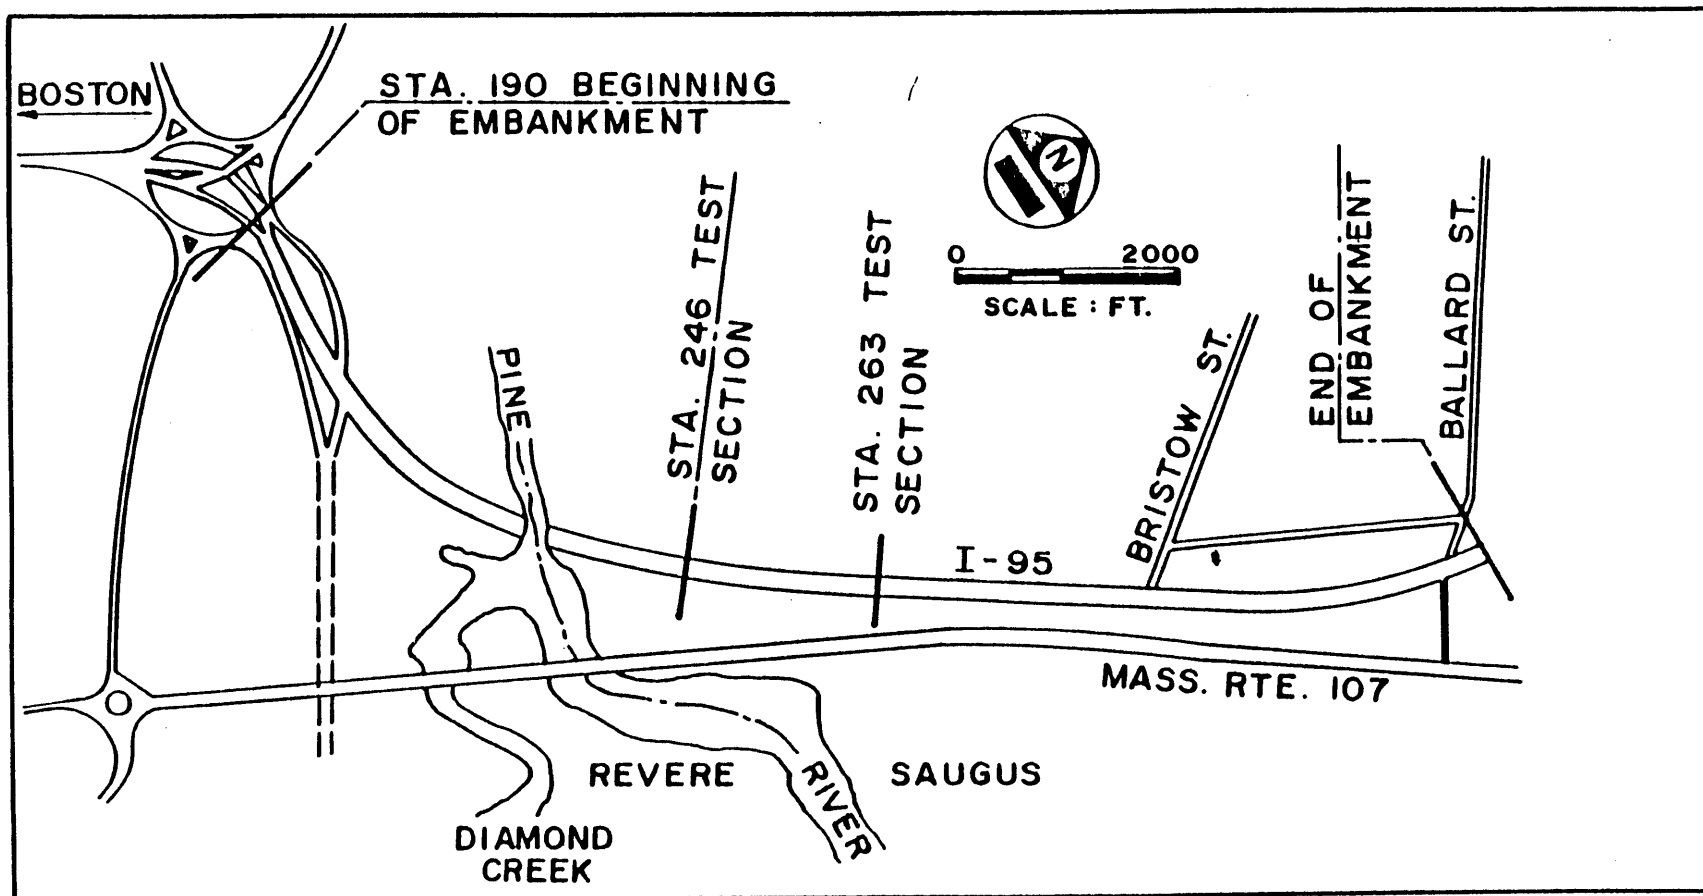 BOSTON
STA. 190 BEGINNING
OF EMBANKMENT
N
0 2000
SCALE : FT.
PINE
STA. 246 TEST
SECTION
STA. 263 TEST
SECTION
BRISTOW ST.
END OF
EMBANKMENT
BALLARD ST.
I-95
MASS. RTE. 107
REVERE
SAUGUS
RIVER
DIAMOND
CREEK